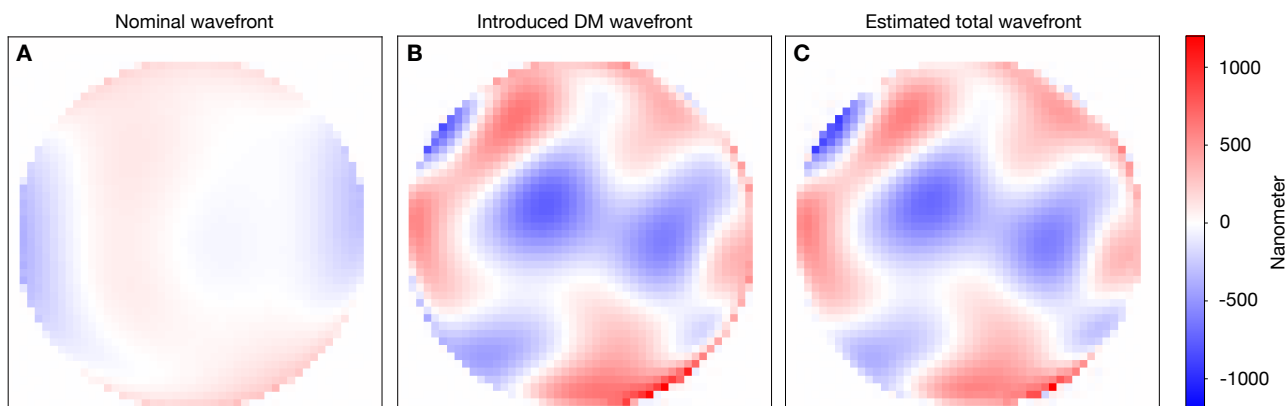 Nominal wavefront
Introduced DM wavefront
Estimated total wavefront
A
B
C
1000
500
0
-500
-1000
Nanometer